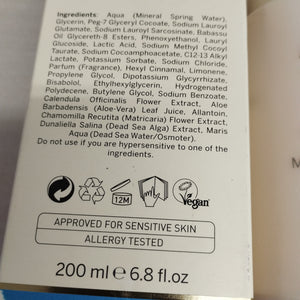 Ingredients: Aqua (Mineral Spring Water),
Glycerin, Peg-7 Glyceryl Cocoate, Sodium Lauroyl
Glutamate, Sodium Lauroyl Sarcosinate, Babassu
Oil Glycereth-8 Esters, Phenoxyethanol, Lauryl
Glucoside, Lactic Acid, Sodium Methyl Cocoyl
Taurate, Sodium Cocoamphoacetate, C12-13 Alkyl
Lactate, Potassium Sorbate, Sodium Chloride,
Parfum (Fragrance), Hexyl Cinnamal, Limonene,
Propylene Glycol, Dipotassium Glycyrrhizate,
Bisabolol, Ethylhexylglycerin, Hydrogenated
Polydecene, Butylene Glycol, Sodium Benzoate,
Calendula Officinalis Flower Extract, Aloe
Barbadensis (Aloe-Vera) Leaf Juice, Allantoin,
Chamomilla Recutita (Matricaria) Flower Extract,
Dunaliella Salina (Dead Sea Alga) Extract, Maris
Aqua (Dead Sea Water/Osmoter).
Do not use if you are hypersensitive to one of the
ingredients.
12M
Vegan
APPROVED FOR SENSITIVE SKIN
ALLERGY TESTED
200 ml ℮ 6.8 fl.oz
M